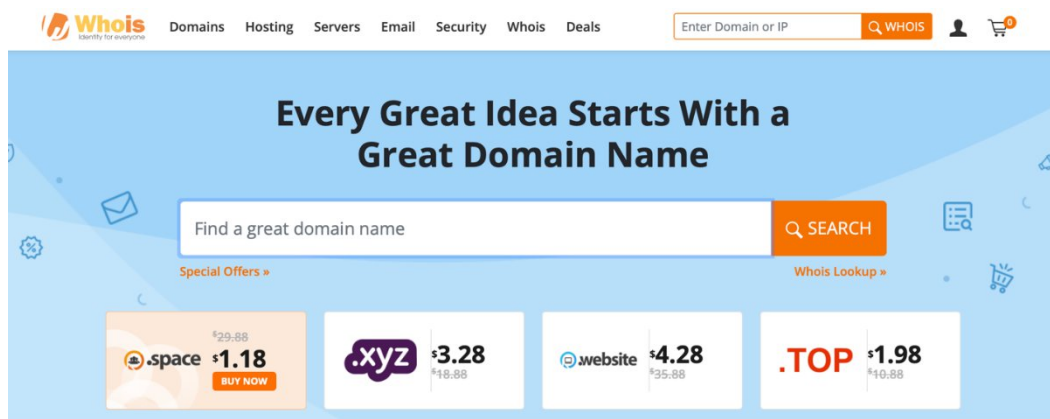 Whois
Identity for everyone
Domains Hosting Servers Email Security Whois Deals
Enter Domain or IP
WHOIS
0
Every Great Idea Starts With a
Great Domain Name
Find a great domain name
SEARCH
Special Offers »
Whois Lookup »
$29.88
.space $1.18
BUY NOW
.xyz $3.28
$18.88
.website $4.28
$35.88
.TOP $1.98
$10.88